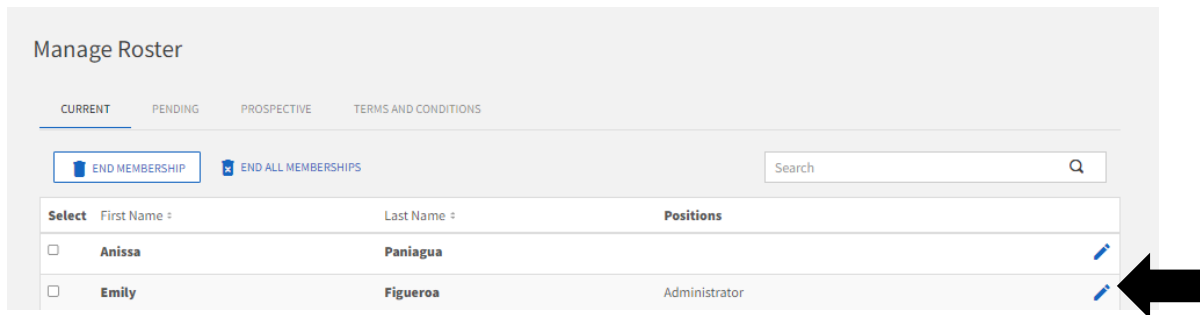 Manage Roster
CURRENT PENDING PROSPECTIVE TERMS AND CONDITIONS
END MEMBERSHIP END ALL MEMBERSHIPS Search
Select First Name Last Name Positions
Anissa Paniagua
Emily Figueroa Administrator